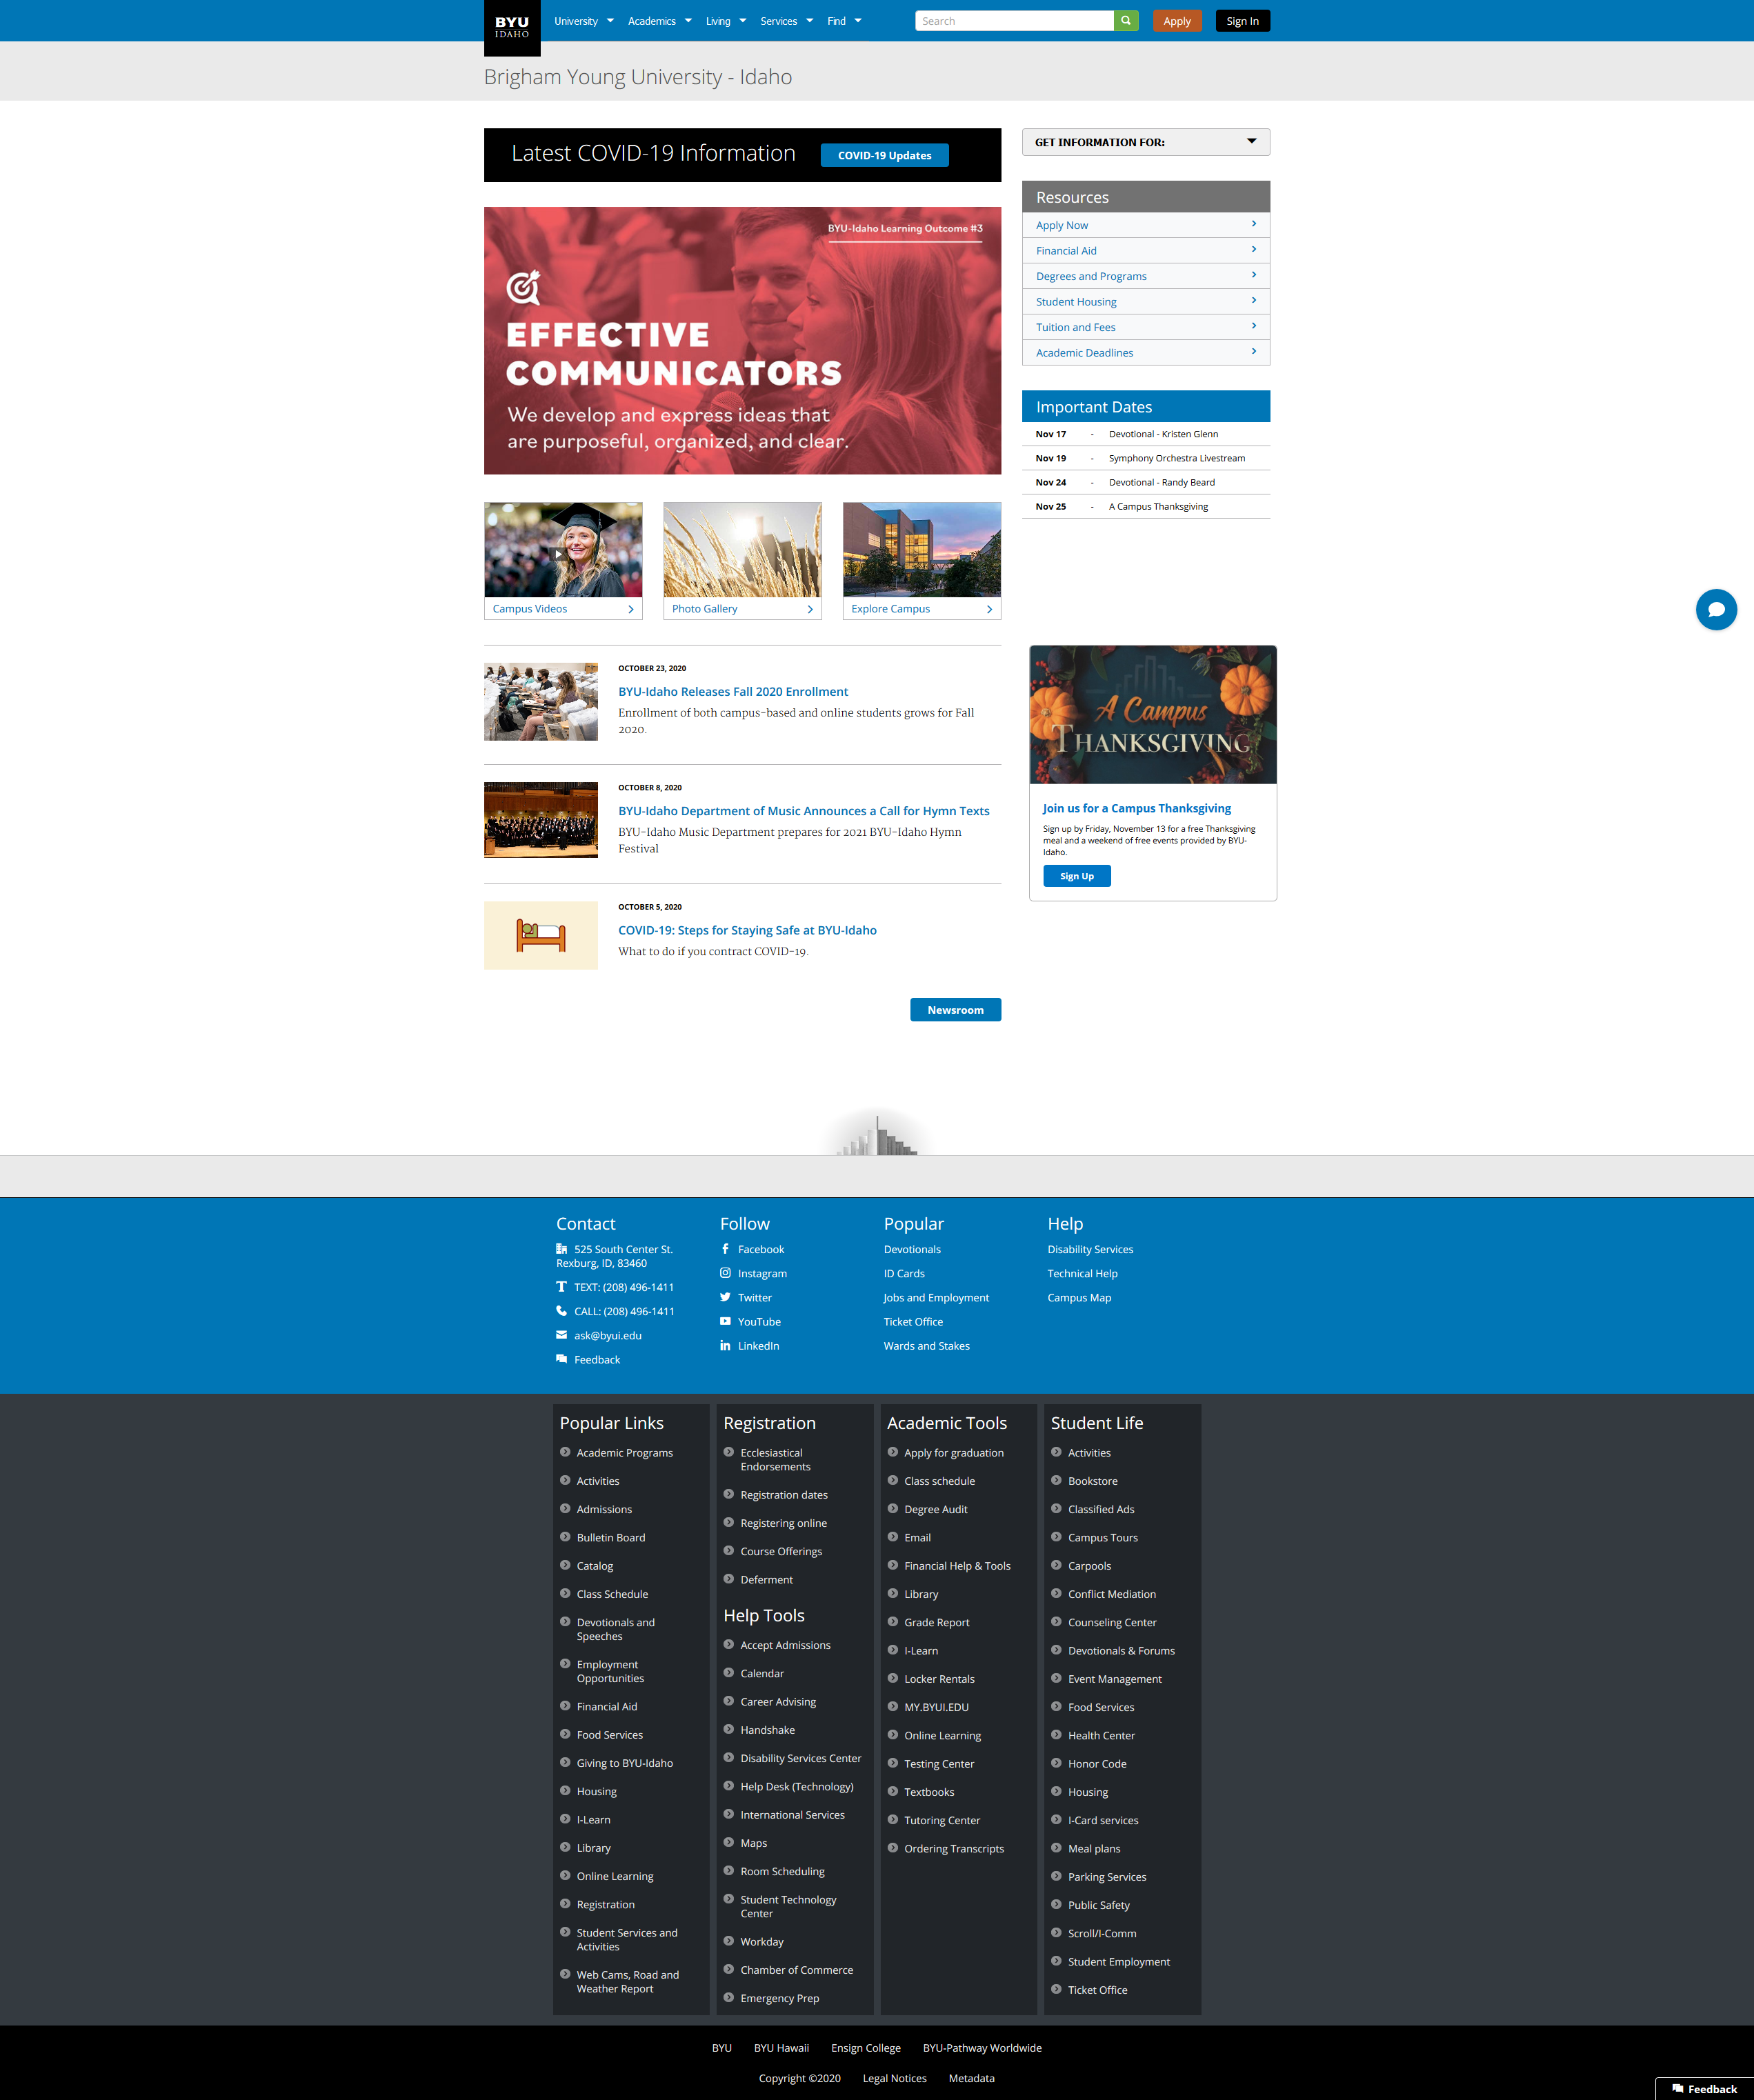 BYU
IDAHO
University
Academics
Living
Services
Find
Search
Apply
Sign In
Brigham Young University - Idaho
Latest COVID-19 Information
COVID-19 Updates
BYU-Idaho Learning Outcome #3
EFFECTIVE
COMMUNICATORS
We develop and express ideas that
are purposeful, organized, and clear.
Campus Videos
Photo Gallery
Explore Campus
OCTOBER 23, 2020
BYU-Idaho Releases Fall 2020 Enrollment
Enrollment of both campus-based and online students grows for Fall
2020.
OCTOBER 8, 2020
BYU-Idaho Department of Music Announces a Call for Hymn Texts
BYU-Idaho Music Department prepares for 2021 BYU-Idaho Hymn
Festival
OCTOBER 5, 2020
COVID-19: Steps for Staying Safe at BYU-Idaho
What to do if you contract COVID-19.
Newsroom
GET INFORMATION FOR:
Resources
Apply Now
Financial Aid
Degrees and Programs
Student Housing
Tuition and Fees
Academic Deadlines
Important Dates
Nov 17 - Devotional - Kristen Glenn
Nov 19 - Symphony Orchestra Livestream
Nov 24 - Devotional - Randy Beard
Nov 25 - A Campus Thanksgiving
A Campus
THANKSGIVING
Join us for a Campus Thanksgiving
Sign up by Friday, November 13 for a free Thanksgiving
meal and a weekend of free events provided by BYU-
Idaho.
Sign Up
Contact
525 South Center St.
Rexburg, ID, 83460
TEXT: (208) 496-1411
CALL: (208) 496-1411
ask@byui.edu
Feedback
Follow
Facebook
Instagram
Twitter
YouTube
LinkedIn
Popular
Devotionals
ID Cards
Jobs and Employment
Ticket Office
Wards and Stakes
Help
Disability Services
Technical Help
Campus Map
Popular Links
Academic Programs
Activities
Admissions
Bulletin Board
Catalog
Class Schedule
Devotionals and
Speeches
Employment
Opportunities
Financial Aid
Food Services
Giving to BYU-Idaho
Housing
I-Learn
Library
Online Learning
Registration
Student Services and
Activities
Web Cams, Road and
Weather Report
Registration
Ecclesiastical
Endorsements
Registration dates
Registering online
Course Offerings
Deferment
Help Tools
Accept Admissions
Calendar
Career Advising
Handshake
Disability Services Center
Help Desk (Technology)
International Services
Maps
Room Scheduling
Student Technology
Center
Workday
Chamber of Commerce
Emergency Prep
Academic Tools
Apply for graduation
Class schedule
Degree Audit
Email
Financial Help & Tools
Library
Grade Report
I-Learn
Locker Rentals
MY.BYUI.EDU
Online Learning
Testing Center
Textbooks
Tutoring Center
Ordering Transcripts
Student Life
Activities
Bookstore
Classified Ads
Campus Tours
Carpools
Conflict Mediation
Counseling Center
Devotionals & Forums
Event Management
Food Services
Health Center
Honor Code
Housing
I-Card services
Meal plans
Parking Services
Public Safety
Scroll/I-Comm
Student Employment
Ticket Office
BYU
BYU Hawaii
Ensign College
BYU-Pathway Worldwide
Copyright ©2020
Legal Notices
Metadata
Feedback